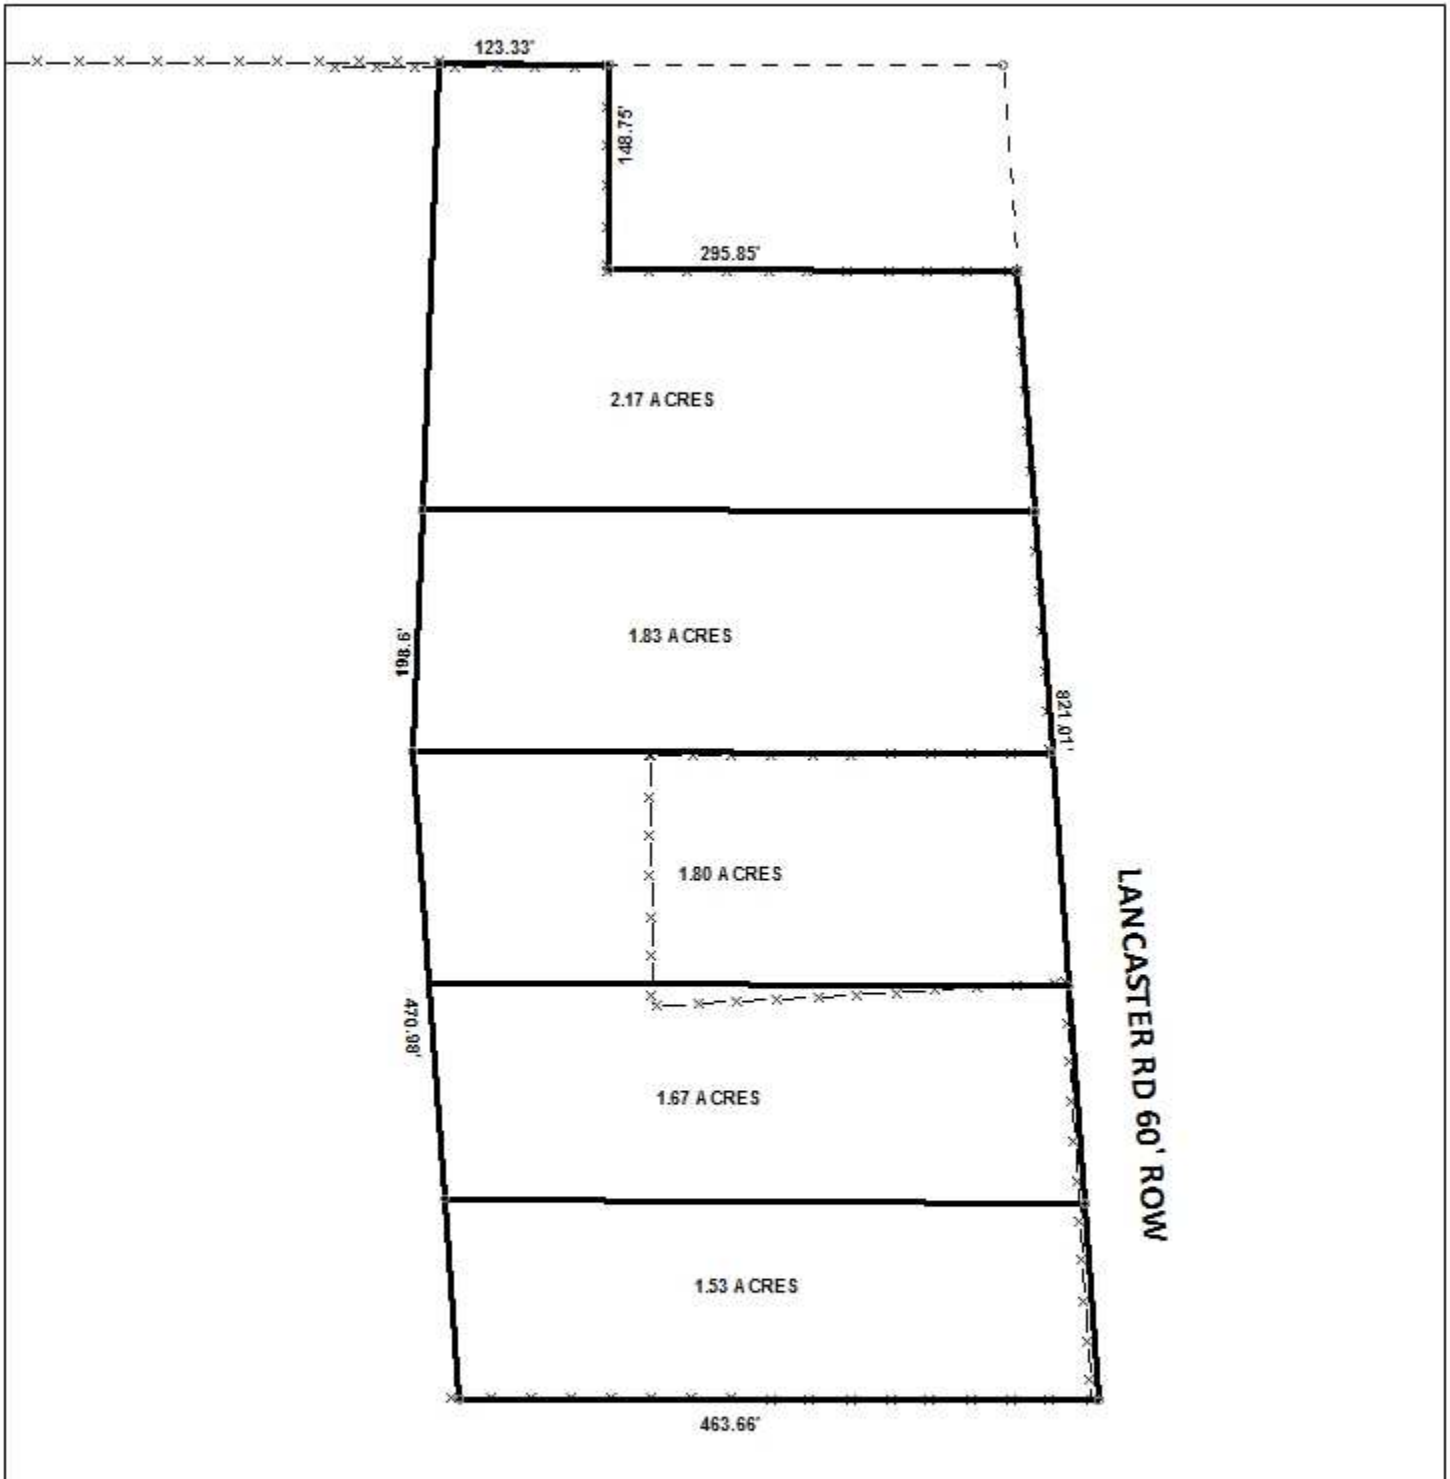 123.33'
148.75'
295.85'
2.17 ACRES
1.83 ACRES
198.6'
821.01'
1.80 ACRES
LANCASTER RD 60' ROW
470.98'
1.67 ACRES
1.53 ACRES
463.66'